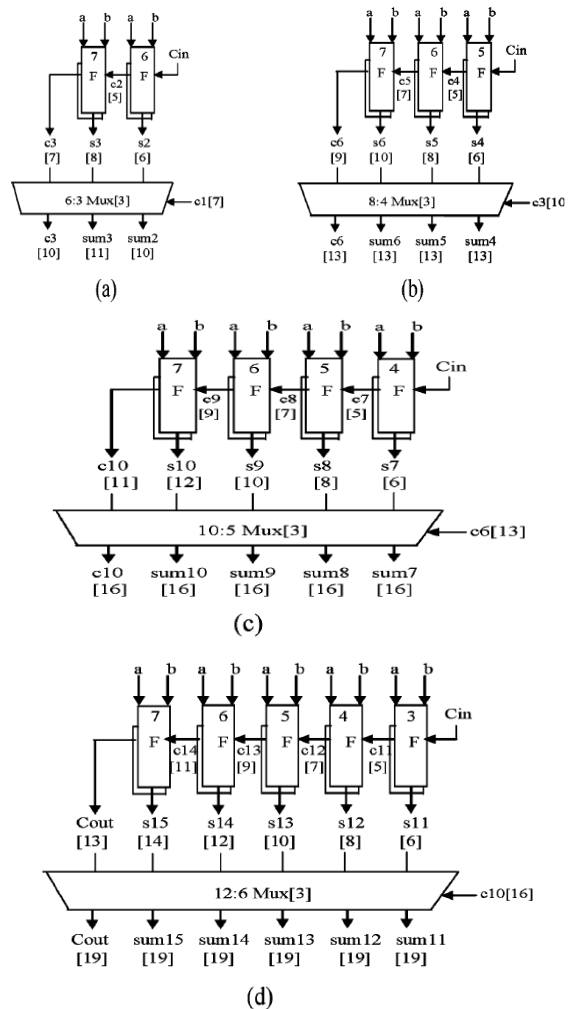 a b a b
7 6
F F Cin
c2
[5]
c3 s3 s2
[7] [8] [6]
6:3 Mux[3] c1[7]
c3 sum3 sum2
[10] [11] [10]
(a)
a b a b a b
7 6 5
F F F Cin
c5 c4
[7] [5]
c6 s6 s5 s4
[9] [10] [8] [6]
8:4 Mux[3] c3[10
c6 sum6 sum5 sum4
[13] [13] [13] [13]
(b)
a b a b a b a b
7 6 5 4
F F F F Cin
c9 c8 c7
[9] [7] [5]
c10 s10 s9 s8 s7
[11] [12] [10] [8] [6]
10:5 Mux[3] c6[13]
c10 sum10 sum9 sum8 sum7
[16] [16] [16] [16] [16]
(c)
a b a b a b a b a b
7 6 5 4 3
F F F F F Cin
c14 c13 c12 c11
[11] [9] [7] [5]
Cout s15 s14 s13 s12 s11
[13] [14] [12] [10] [8] [6]
12:6 Mux[3] c10[16]
Cout sum15 sum14 sum13 sum12 sum11
[19] [19] [19] [19] [19] [19]
(d)